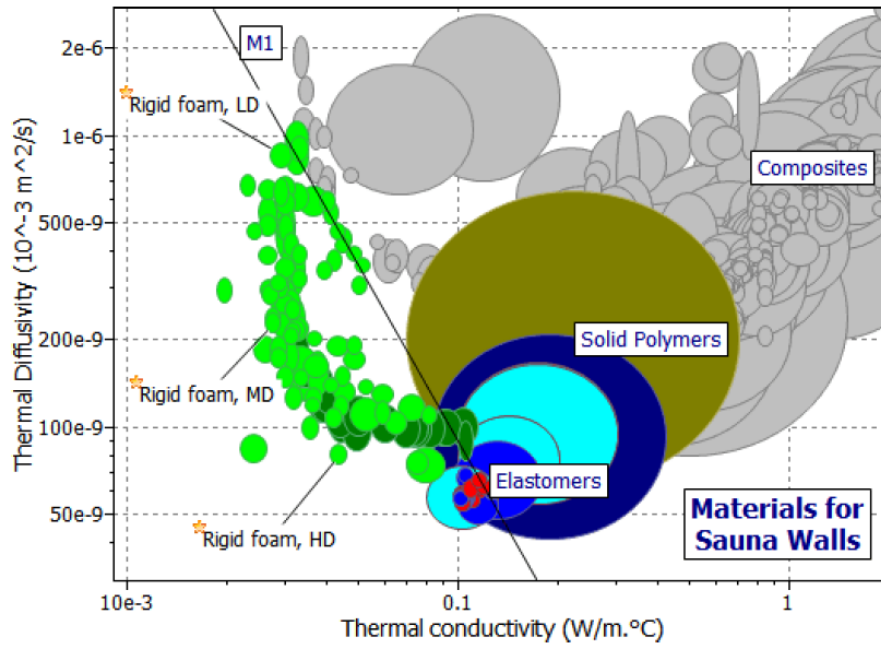 M1
2e-6
Rigid foam, LD
1e-6
Composites
500e-9
Thermal Diffusivity (10^-3 m^2/s)
Solid Polymers
200e-9
Rigid foam, MD
100e-9
Elastomers
50e-9
Rigid foam, HD
Materials for
Sauna Walls
10e-3
0.1
1
Thermal conductivity (W/m.°C)